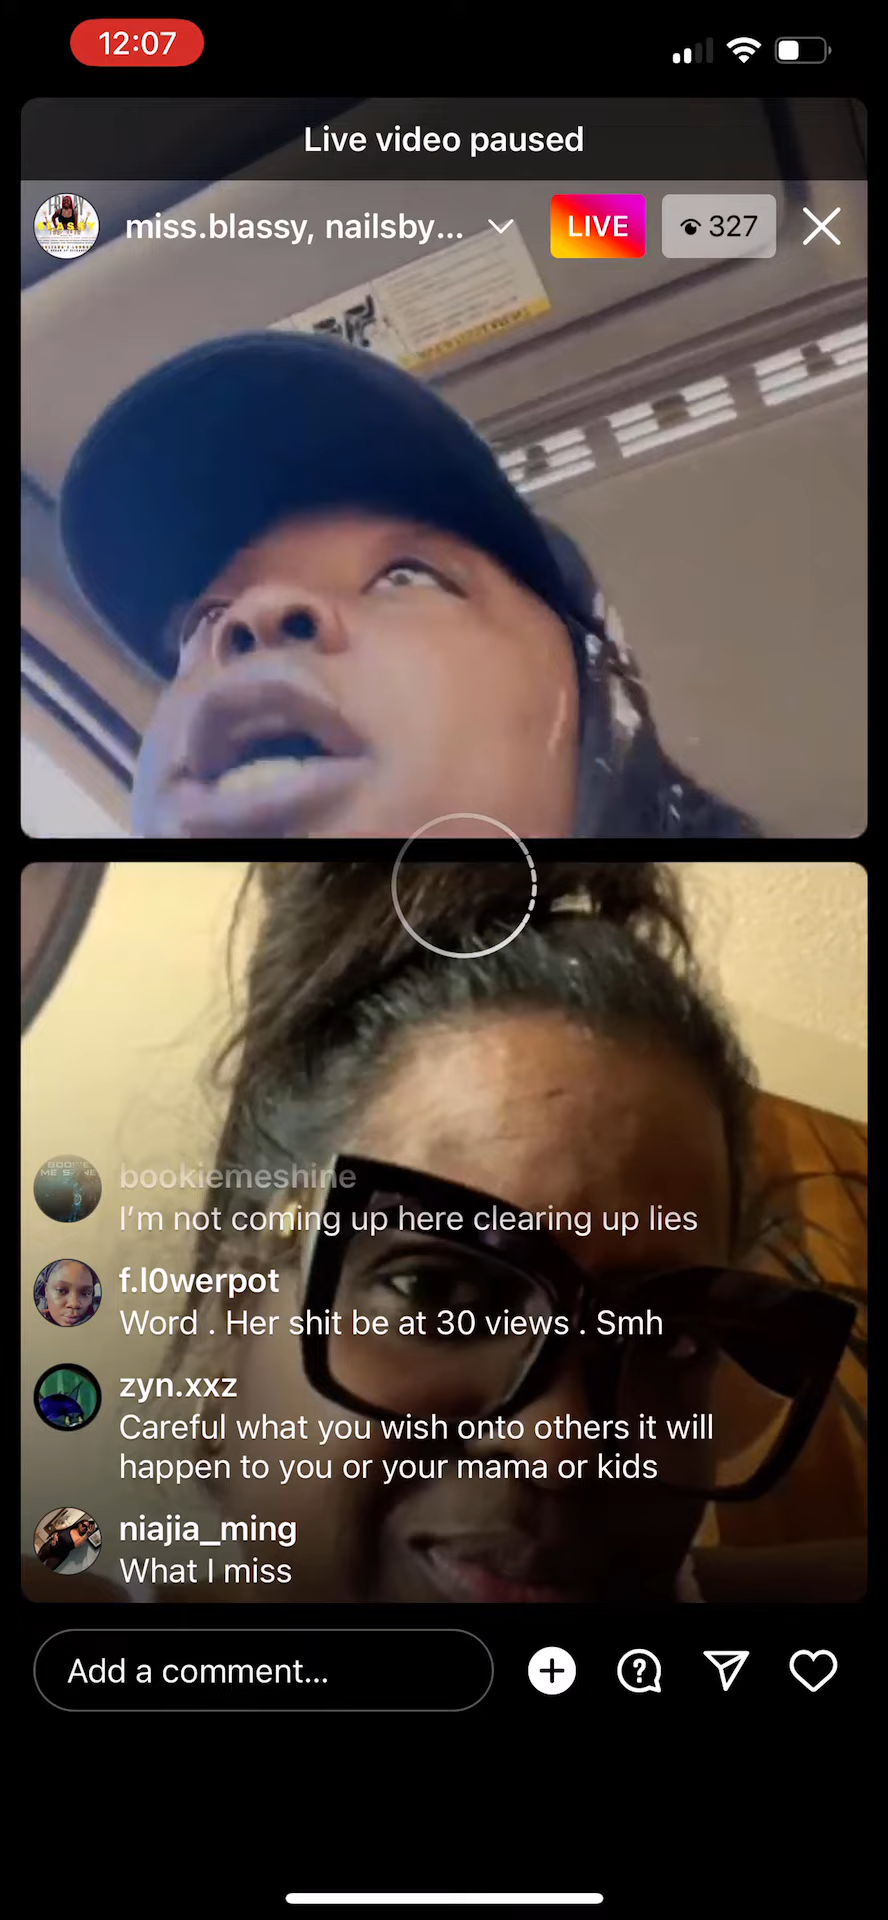 12:07
Live video paused
miss.blassy, nailsby...
LIVE
327
bookiemeshine
I'm not coming up here clearing up lies
f.l0werpot
Word . Her shit be at 30 views . Smh
zyn.xxz
Careful what you wish onto others it will
happen to you or your mama or kids
niajia_ming
What I miss
Add a comment...